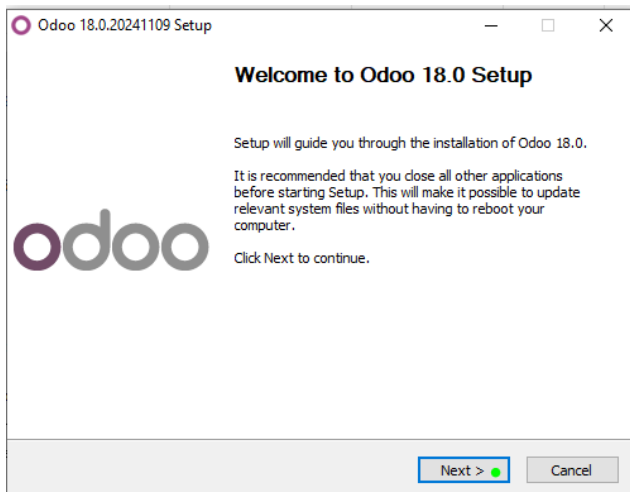 Odoo 18.0.20241109 Setup
Welcome to Odoo 18.0 Setup
Setup will guide you through the installation of Odoo 18.0.
It is recommended that you close all other applications
before starting Setup. This will make it possible to update
relevant system files without having to reboot your
computer.
odoo
Click Next to continue.
Next >
Cancel